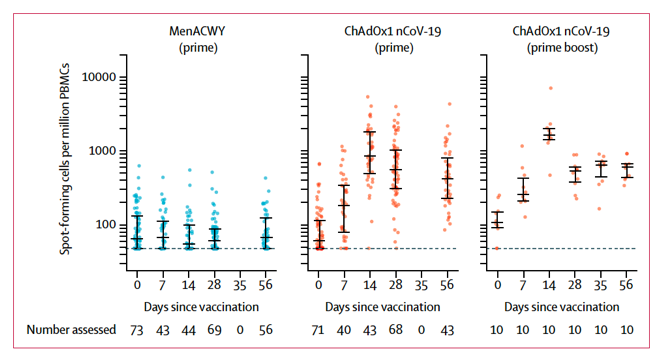 MenACWY
(prime)
ChAdOx1 nCoV-19
(prime)
ChAdOx1 nCoV-19
(prime boost)
Spot-forming cells per million PBMCs
10000
1000
100
0 7 14 28 35 56
0 7 14 28 35 56
0 7 14 28 35 56
Days since vaccination
Days since vaccination
Days since vaccination
Number assessed 73 43 44 69 0 56 71 40 43 68 0 43 10 10 10 10 10 10